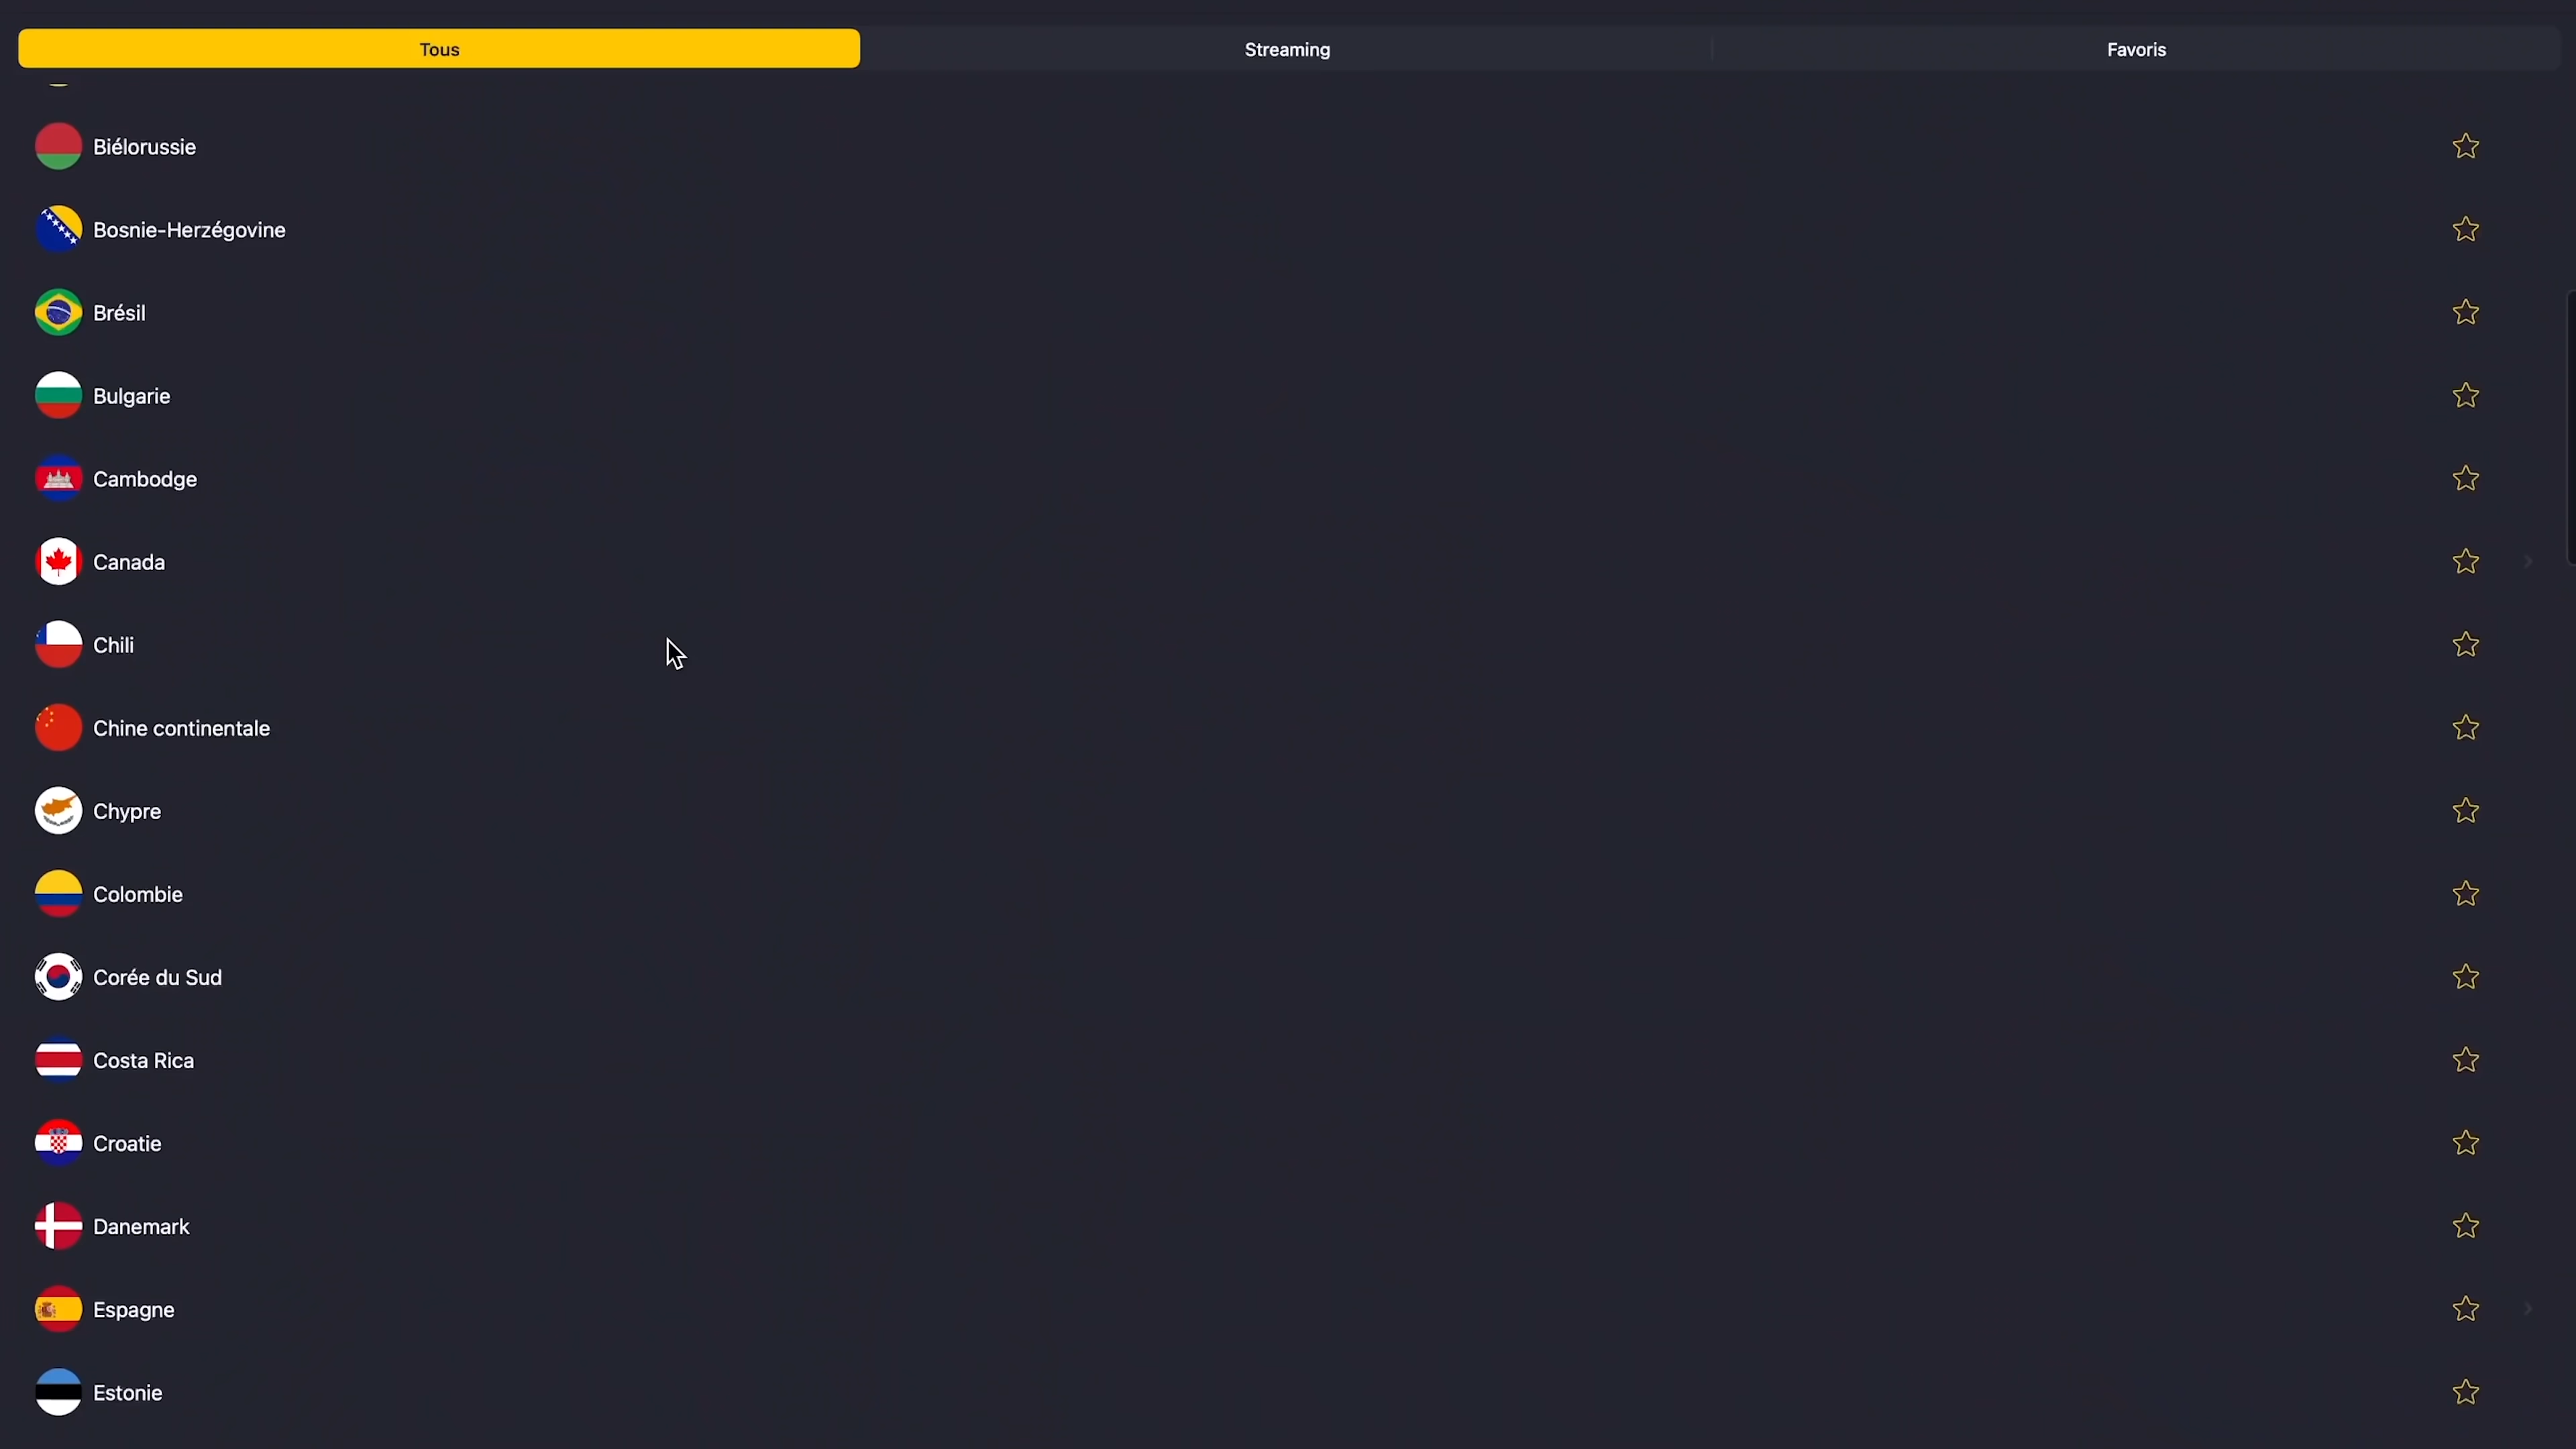 Tous
Streaming
Favoris
Biélorussie
Bosnie-Herzégovine
Brésil
Bulgarie
Cambodge
Canada
Chili
Chine continentale
Chypre
Colombie
Corée du Sud
Costa Rica
Croatie
Danemark
Espagne
Estonie